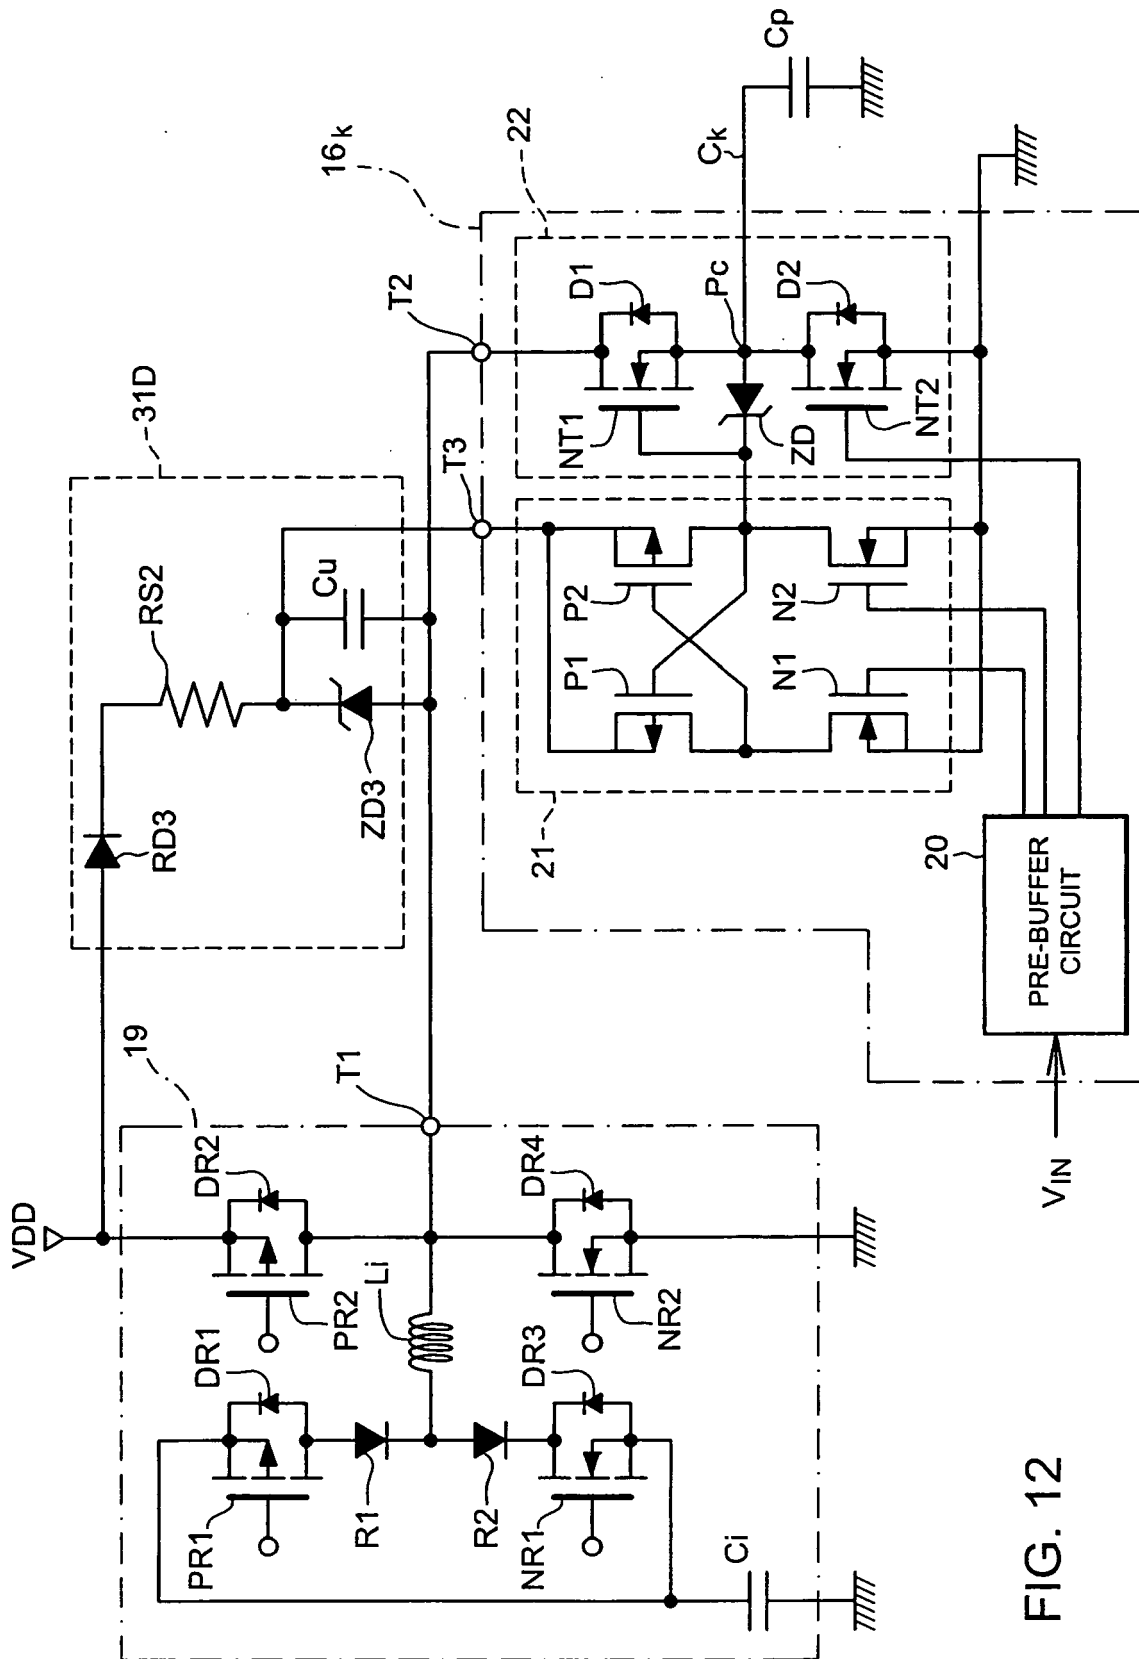 FIG. 12
VDD
19
DR1
DR2
PR1
PR2
R1
Li
T1
R2
DR3
DR4
NR1
NR2
Ci
31D
RD3
RS2
ZD3
Cu
T3
T2
16k
21
22
P1
P2
N1
N2
NT1
D1
Pc
ZD
D2
NT2
Ck
Cp
20
PRE-BUFFER
CIRCUIT
VIN